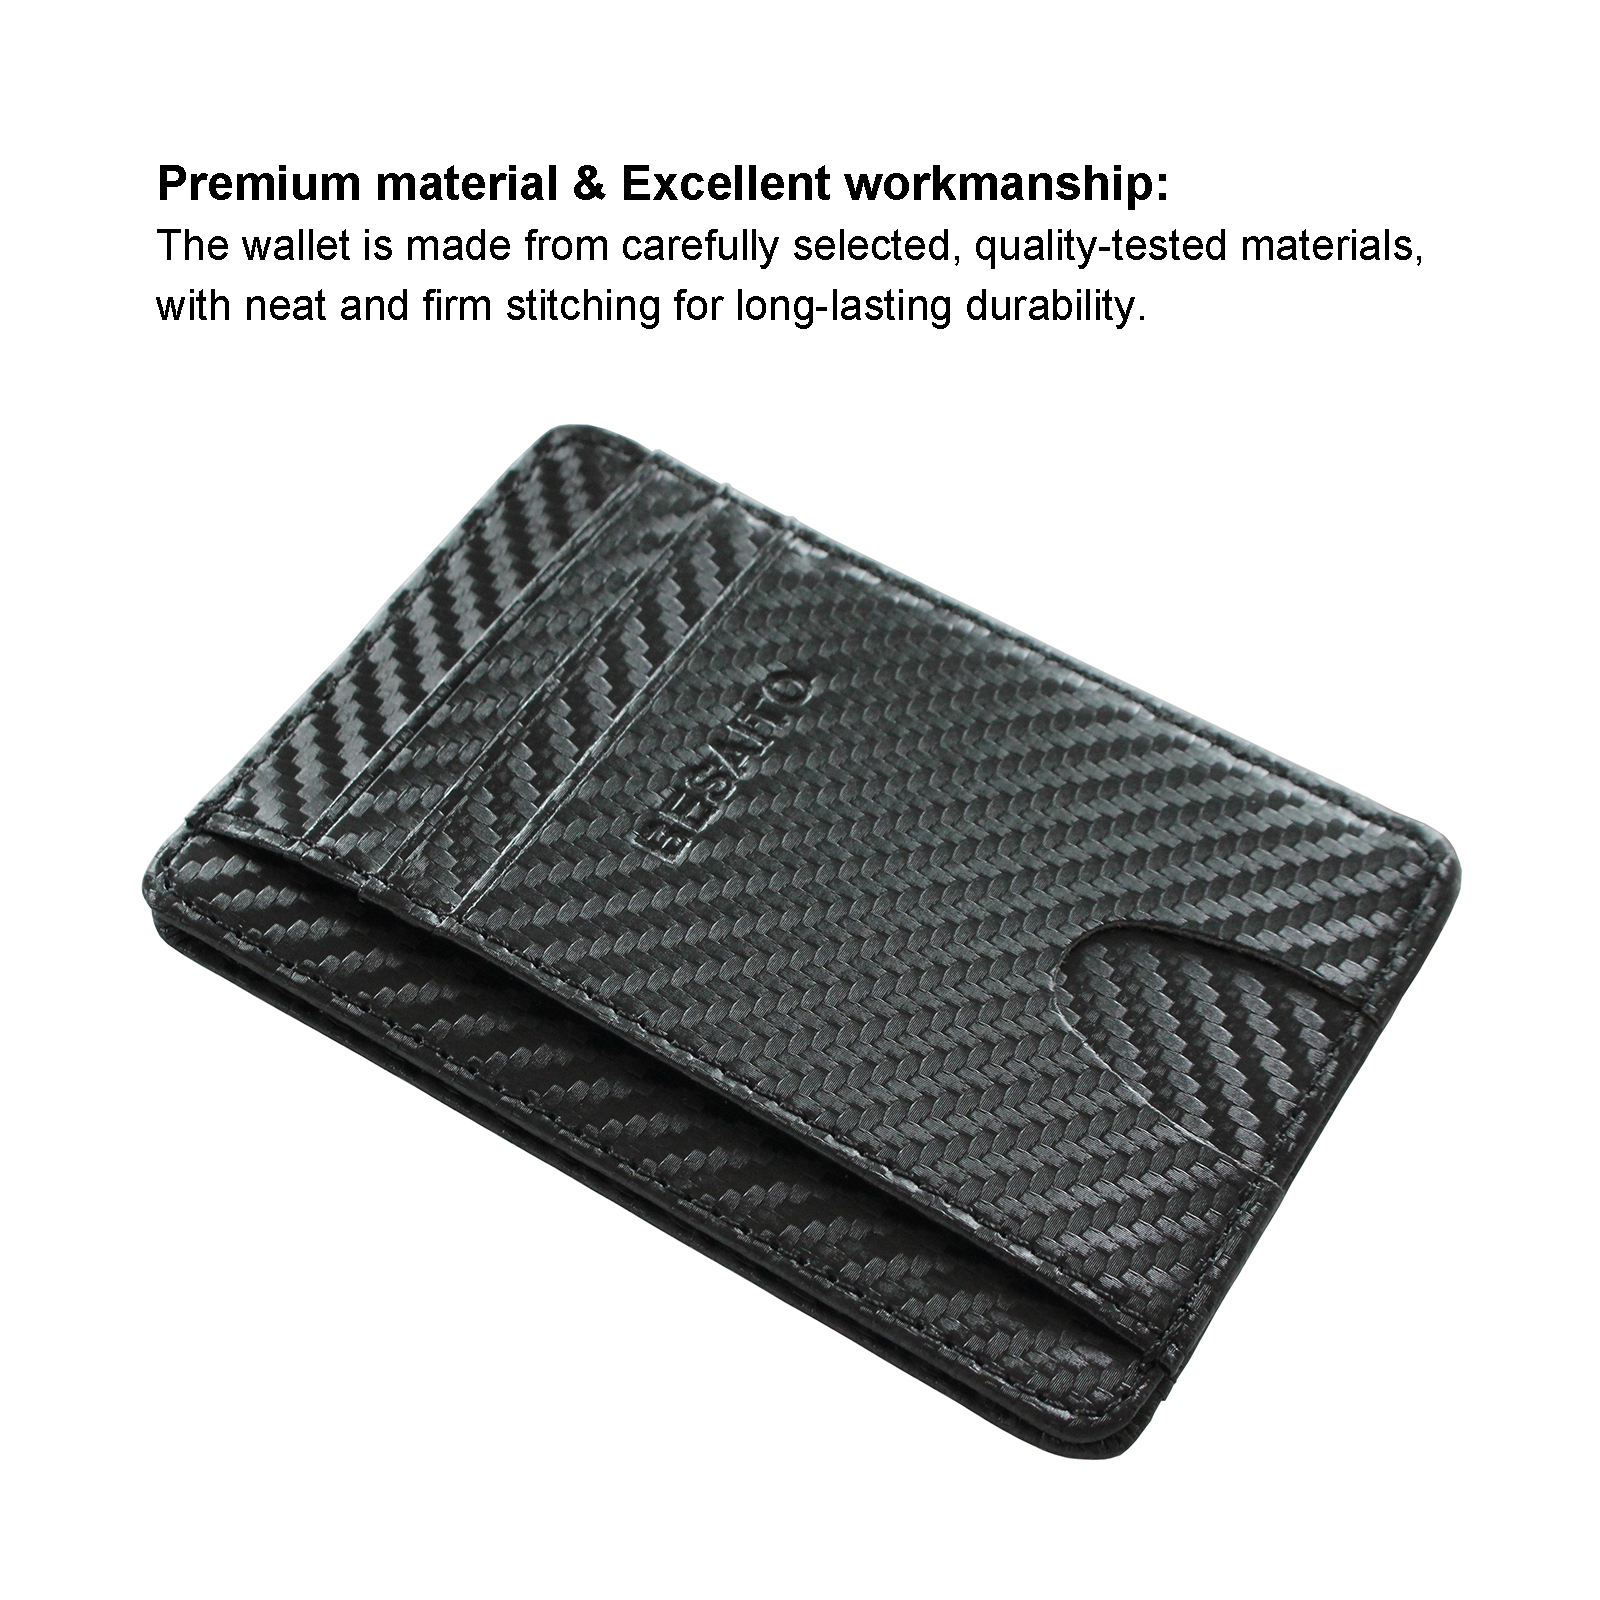 Premium material & Excellent workmanship:
The wallet is made from carefully selected, quality-tested materials,
with neat and firm stitching for long-lasting durability.